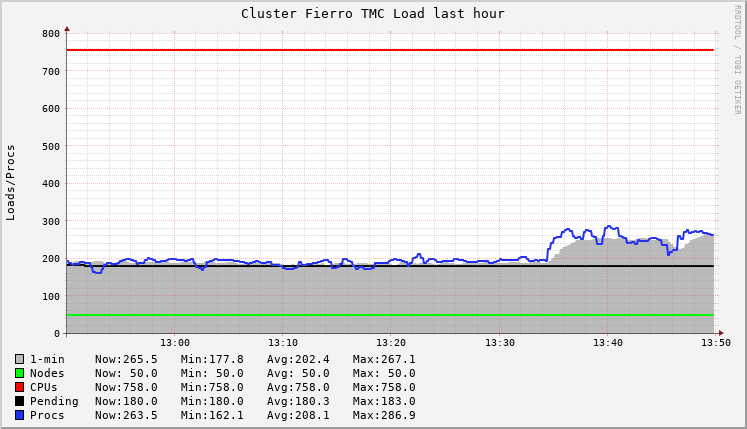 Cluster Fierro TMC Load last hour
RRDTOOL / TOBI OETIKER
Loads/Procs
800
700
600
500
400
300
200
100
0
13:00 13:10 13:20 13:30 13:40 13:50
1-min Now:265.5 Min:177.8 Avg:202.4 Max:267.1
Nodes Now: 50.0 Min: 50.0 Avg: 50.0 Max: 50.0
CPUs Now:758.0 Min:758.0 Avg:758.0 Max:758.0
Pending Now:180.0 Min:180.0 Avg:180.3 Max:183.0
Procs Now:263.5 Min:162.1 Avg:208.1 Max:286.9